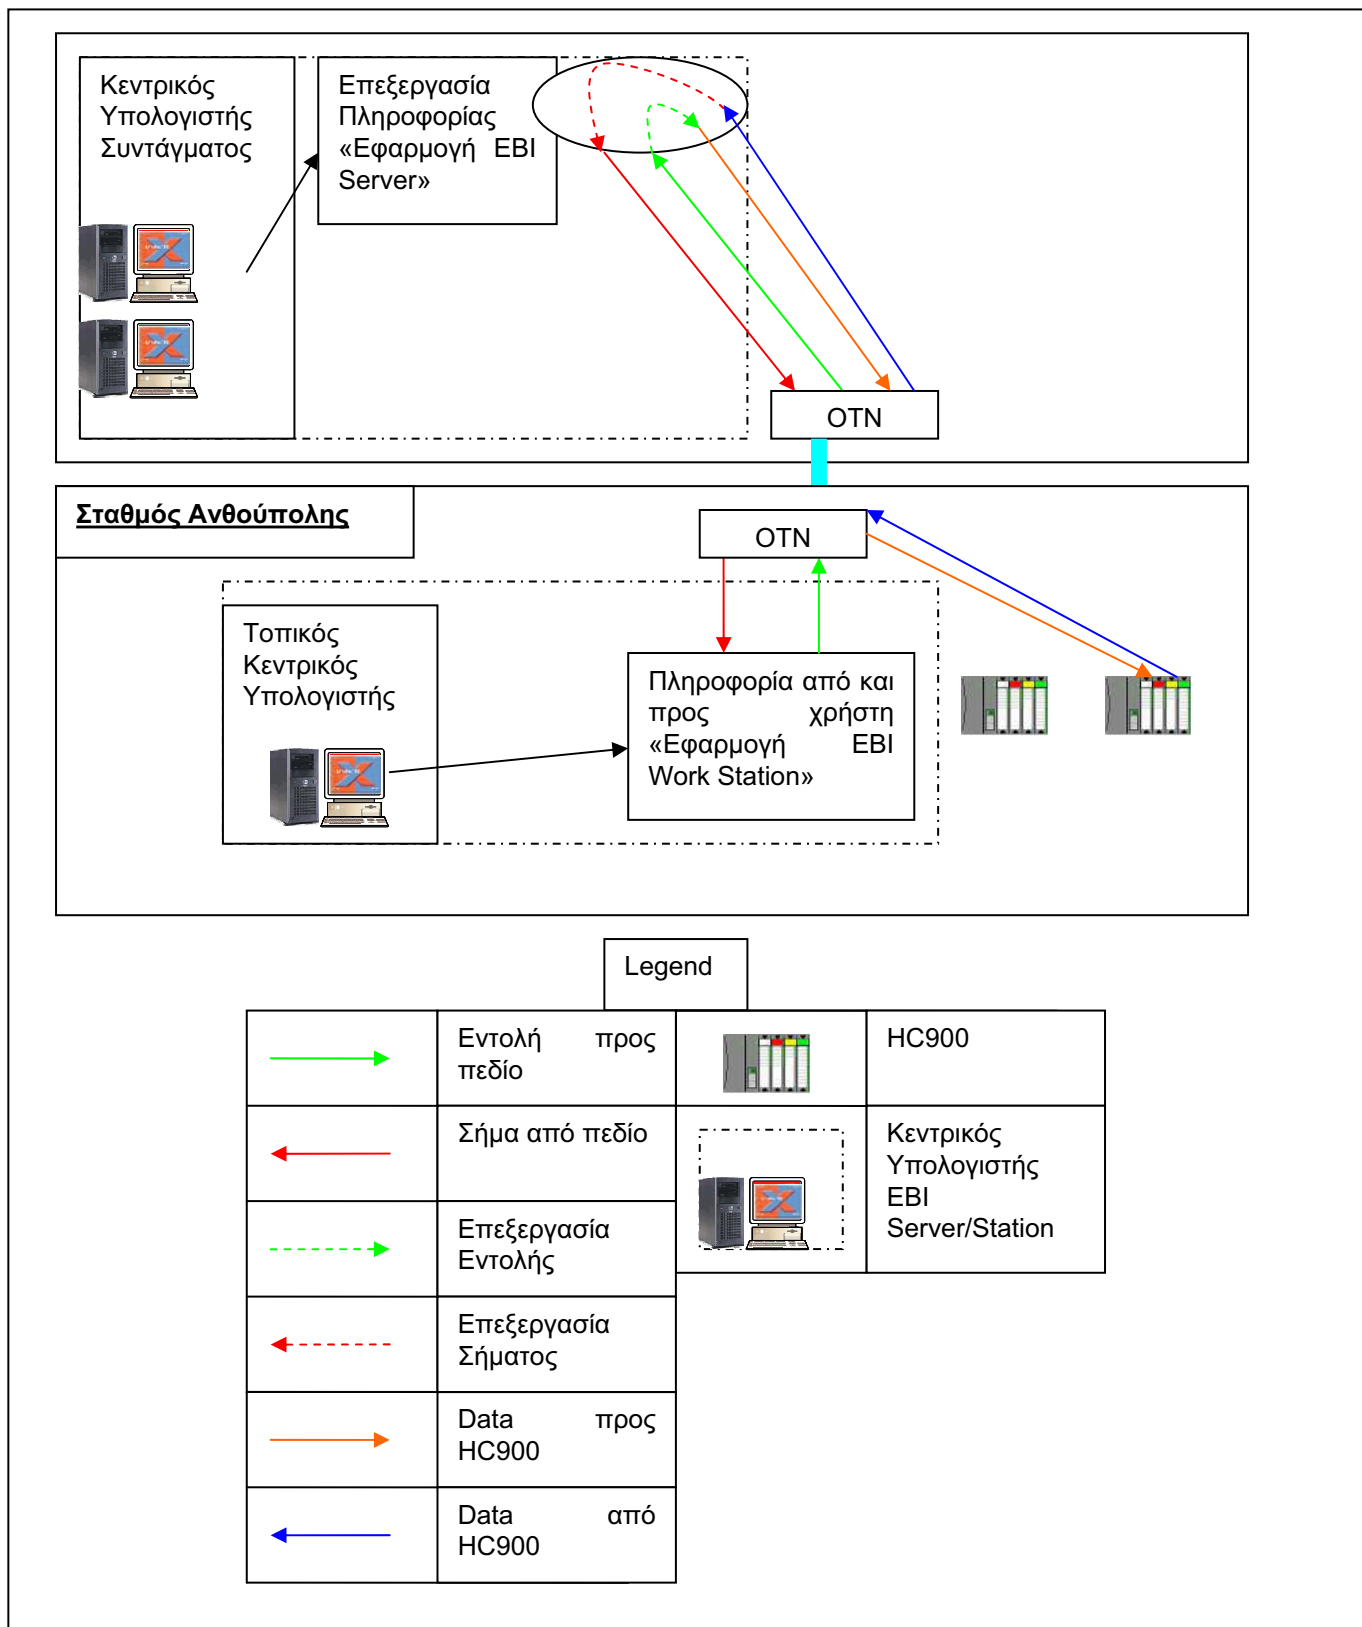 Κεντρικός
Υπολογιστής
Συντάγματος
Επεξεργασία
Πληροφορίας
«Εφαρμογή EBI
Server»
OTN
Σταθμός Ανθούπολης
OTN
Τοπικός
Κεντρικός
Υπολογιστής
Πληροφορία από και
προς χρήστη
«Εφαρμογή EBI
Work Station»
Legend
Εντολή προς
πεδίο
HC900
Σήμα από πεδίο
Κεντρικός
Υπολογιστής
EBI
Server/Station
Επεξεργασία
Εντολής
Επεξεργασία
Σήματος
Data προς
HC900
Data από
HC900